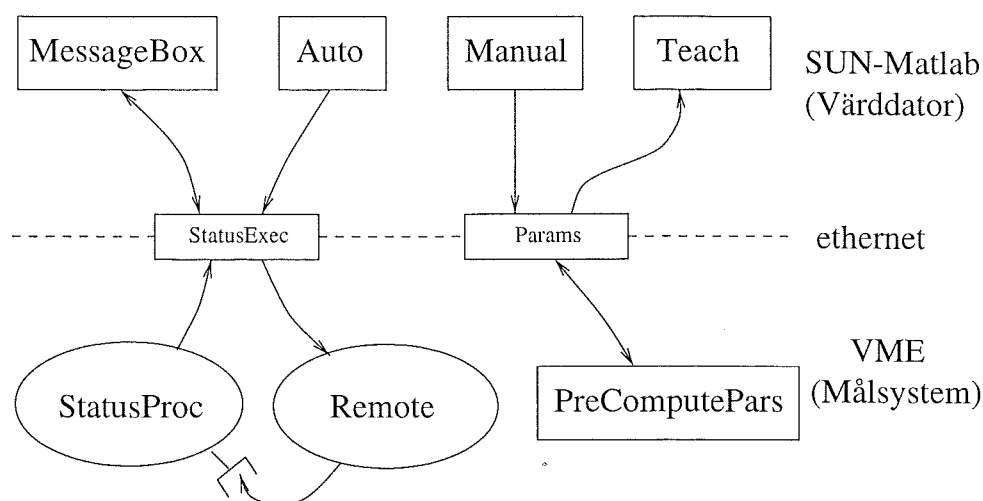 MessageBox
Auto
Manual
Teach
SUN-Matlab
(Värddator)
StatusExec
Params
ethernet
StatusProc
Remote
PreComputePars
VME
(Målsystem)